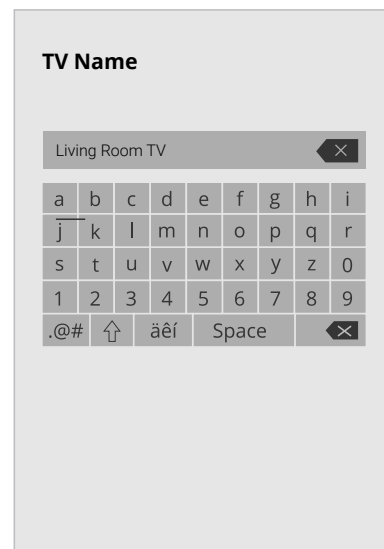 TV Name
Living Room TV
a b c d e f g h i
j k l m n o p q r
s t u v w x y z 0
1 2 3 4 5 6 7 8 9
.@# äêí Space